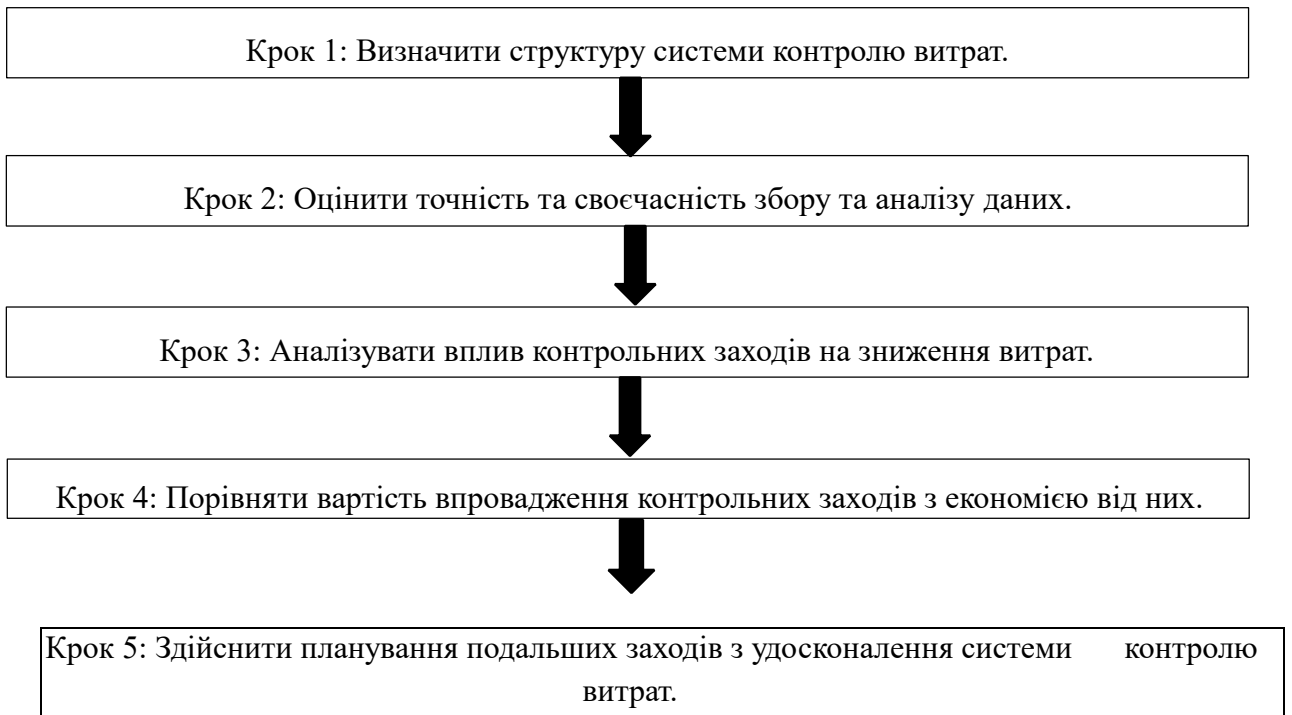 Крок 1: Визначити структуру системи контролю витрат.
Крок 2: Оцінити точність та своєчасність збору та аналізу даних.
Крок 3: Аналізувати вплив контрольних заходів на зниження витрат.
Крок 4: Порівняти вартість впровадження контрольних заходів з економією від них.
Крок 5: Здійснити планування подальших заходів з удосконалення системи контролю
витрат.